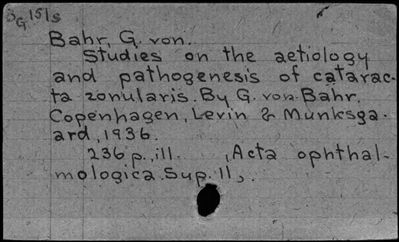 BG 151s
Bahr, G. von.
Studies on the aetiology
and pathogenesis of catarac-
ta zonularis. By G. von Bahr.
Copenhagen, Levin & Munksga-
ard, 1936.
236 p., ill. , Acta ophthal-
mologica. Sup. 11,.